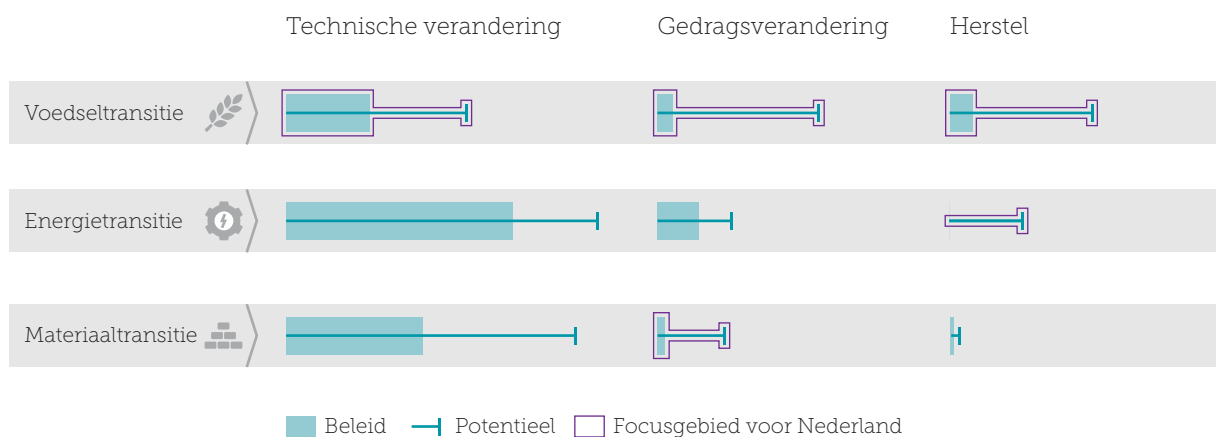 Technische verandering Gedragsverandering Herstel
Voedseltransitie
Energietransitie
Materiaaltransitie
Beleid Potentieel Focusgebied voor Nederland